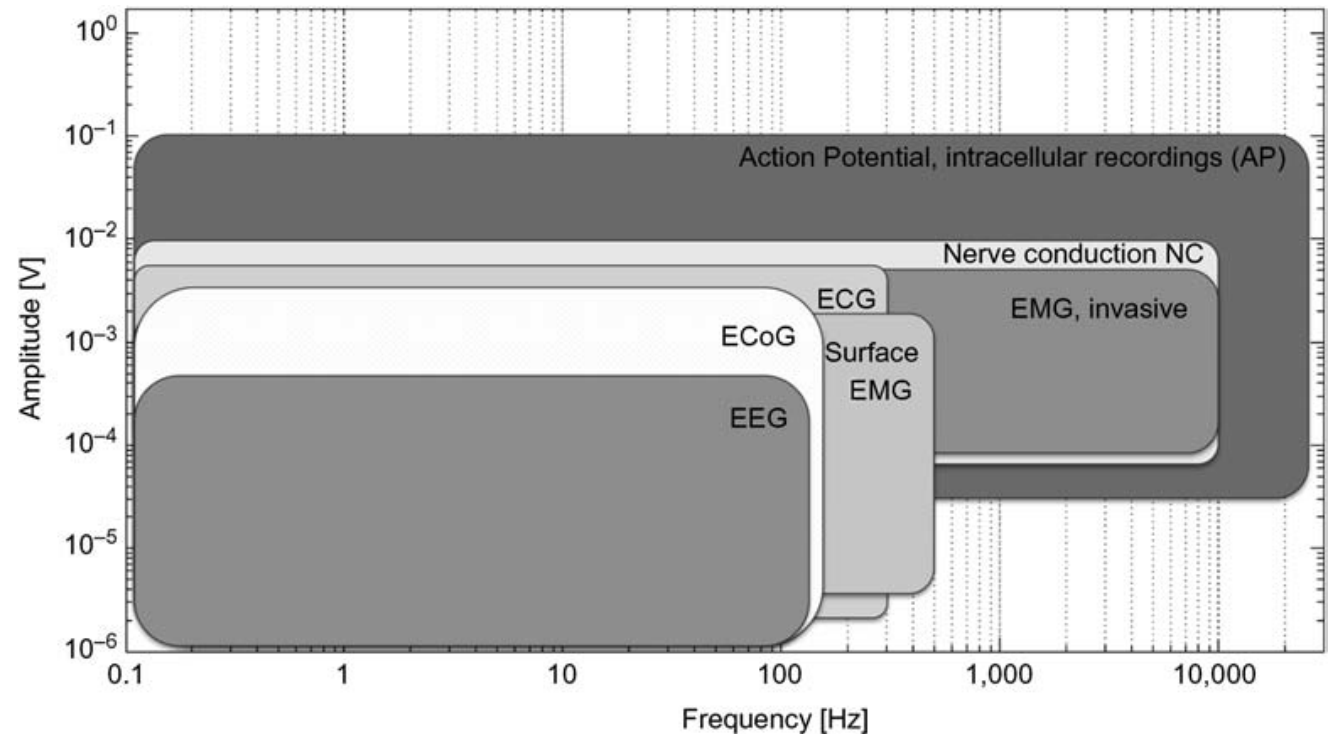 10⁰
10⁻¹
10⁻²
10⁻³
10⁻⁴
10⁻⁵
10⁻⁶
Amplitude [V]
Action Potential, intracellular recordings (AP)
Nerve conduction NC
ECG
EMG, invasive
ECoG
Surface
EMG
EEG
0.1 1 10 100 1,000 10,000
Frequency [Hz]